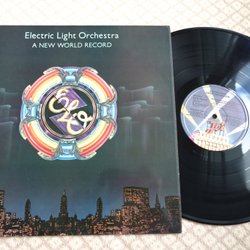 Electric Light Orchestra
A NEW WORLD RECORD
ELO